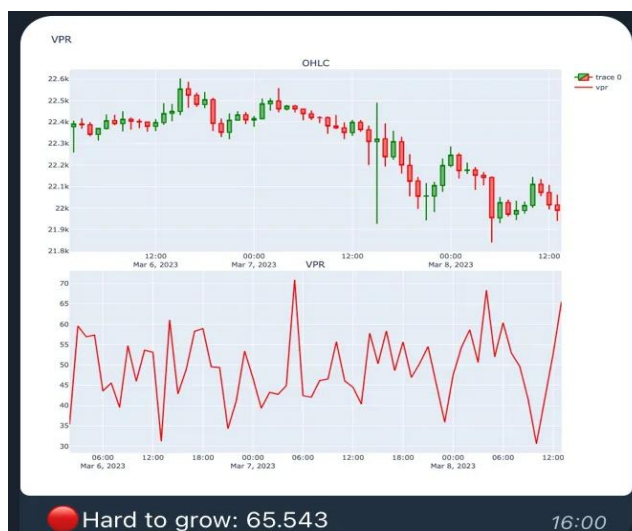 VPR
OHLC
22.6k
22.5k
22.4k
22.3k
22.2k
22.1k
22k
21.9k
21.8k
trace 0
vpr
12:00
Mar 6, 2023
00:00
Mar 7, 2023
12:00
00:00
Mar 8, 2023
12:00
VPR
70
65
60
55
50
45
40
35
30
06:00
Mar 6, 2023
12:00
18:00
00:00
Mar 7, 2023
06:00
12:00
18:00
00:00
Mar 8, 2023
06:00
12:00
Hard to grow: 65.543
16:00